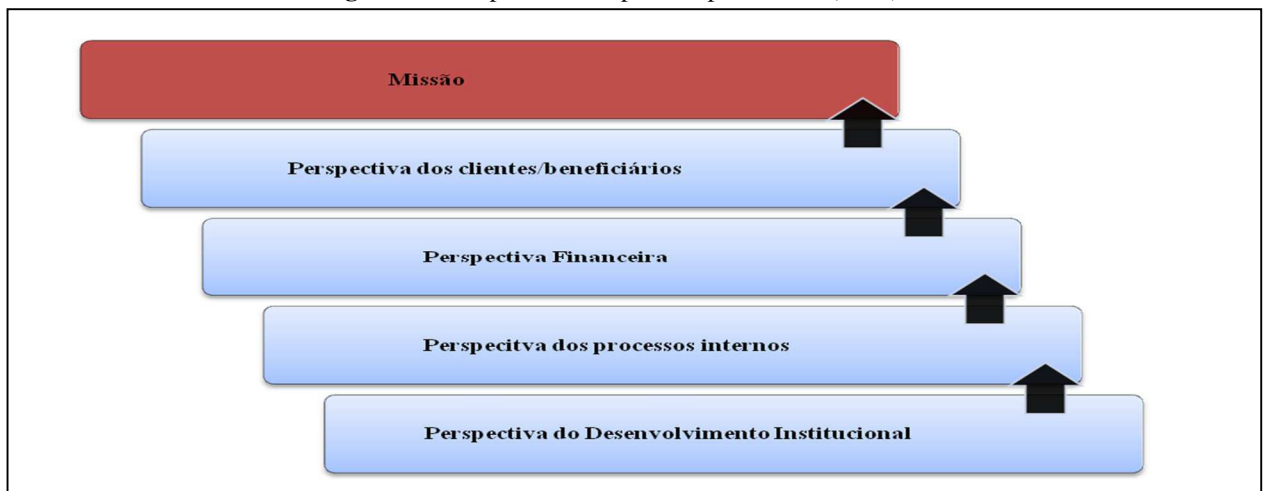 Missão
Perspectiva dos clientes/beneficiários
Perspectiva Financeira
Perspecitva dos processos internos
Perspectiva do Desenvolvimento Institucional